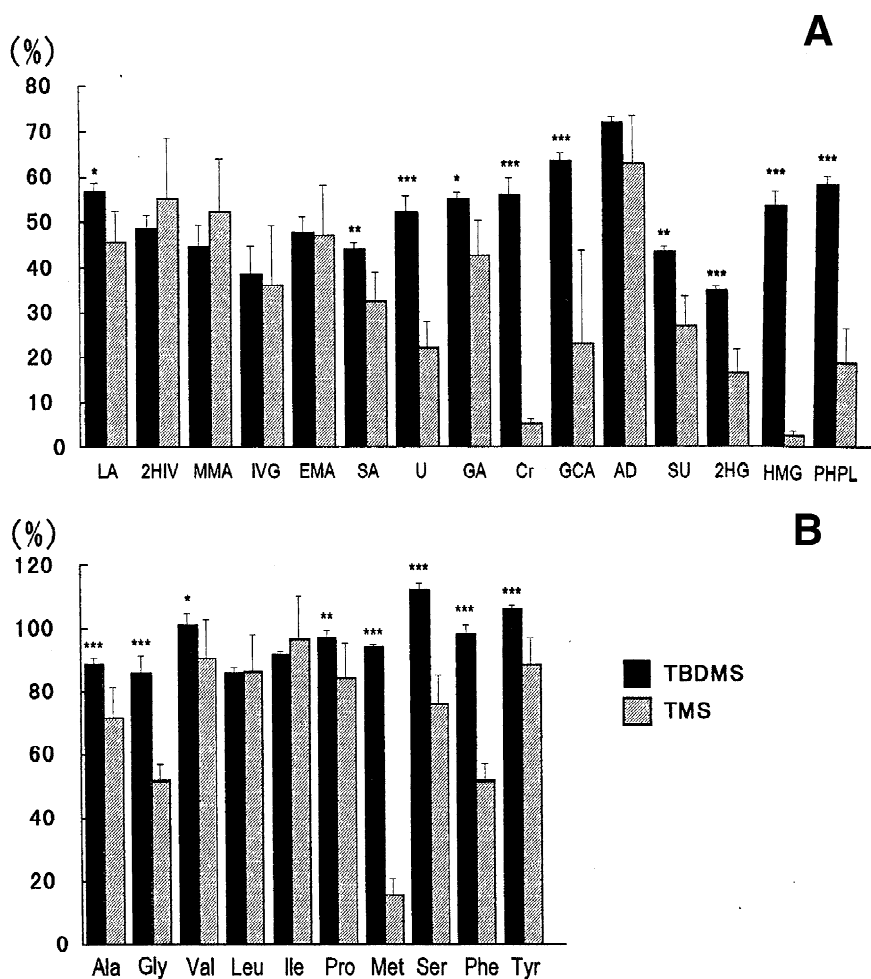 A
(%)
80
70
60
50
40
30
20
10
0
* ** *** * *** *** ** *** *** ***
LA 2HIV MMA IVG EMA SA U GA Cr GCA AD SU 2HG HMG PHPL
B
(%)
120
100
80
60
40
20
0
*** *** * ** *** *** *** ***
Ala Gly Val Leu Ile Pro Met Ser Phe Tyr
TBDMS
TMS